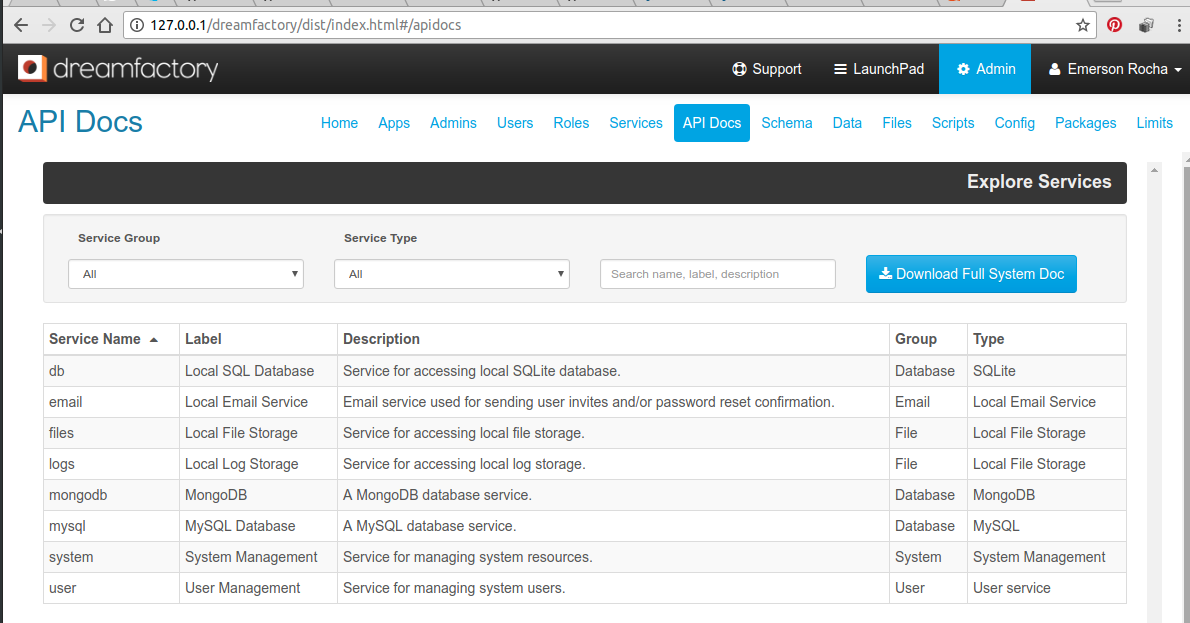 127.0.0.1/dreamfactory/dist/index.html#/apidocs
dreamfactory Support LaunchPad Admin Emerson Rocha
API Docs Home Apps Admins Users Roles Services API Docs Schema Data Files Scripts Config Packages Limits
Explore Services
Service Group Service Type
All All Search name, label, description Download Full System Doc
Service Name Label Description Group Type
db Local SQL Database Service for accessing local SQLite database. Database SQLite
email Local Email Service Email service used for sending user invites and/or password reset confirmation. Email Local Email Service
files Local File Storage Service for accessing local file storage. File Local File Storage
logs Local Log Storage Service for accessing local log storage. File Local File Storage
mongodb MongoDB A MongoDB database service. Database MongoDB
mysql MySQL Database A MySQL database service. Database MySQL
system System Management Service for managing system resources. System System Management
user User Management Service for managing system users. User User service